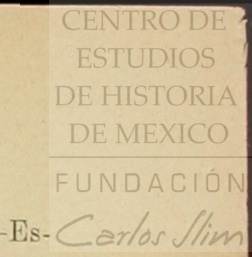 CENTRO DE
ESTUDIOS
DE HISTORIA
DE MEXICO
FUNDACIÓN
Carlos Slim
-Es-